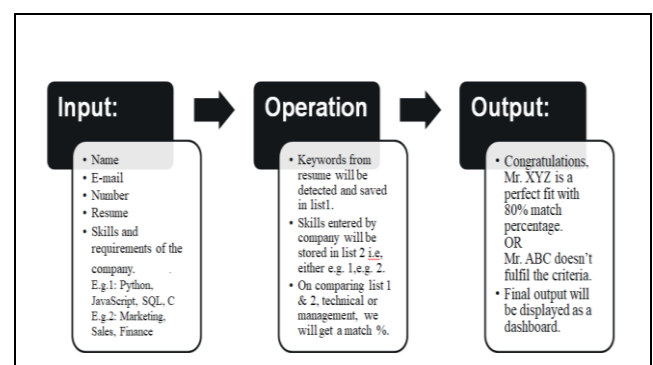 Input:
• Name
• E-mail
• Number
• Resume
• Skills and
requirements of the
company.
E.g.1: Python,
JavaScript, SQL, C
E.g.2: Marketing,
Sales, Finance
Operation
• Keywords from
resume will be
detected and saved
in list1.
• Skills entered by
company will be
stored in list 2 i.e,
either e.g. 1,e.g. 2.
• On comparing list 1
& 2, technical or
management, we
will get a match %.
Output:
• Congratulations,
Mr. XYZ is a
perfect fit with
80% match
percentage.
OR
Mr. ABC doesn’t
fulfil the criteria.
• Final output will
be displayed as a
dashboard.